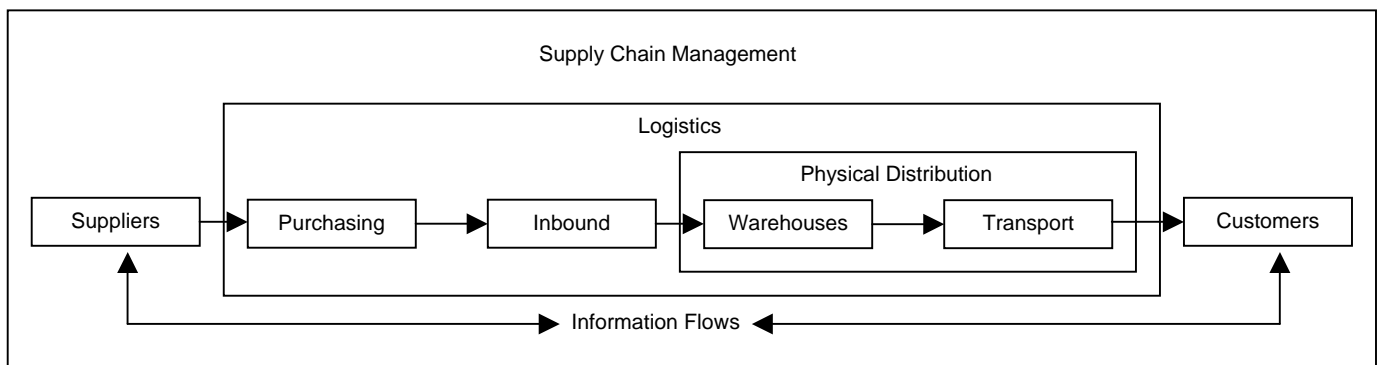 Supply Chain Management
Logistics
Physical Distribution
Suppliers
Purchasing
Inbound
Warehouses
Transport
Customers
Information Flows